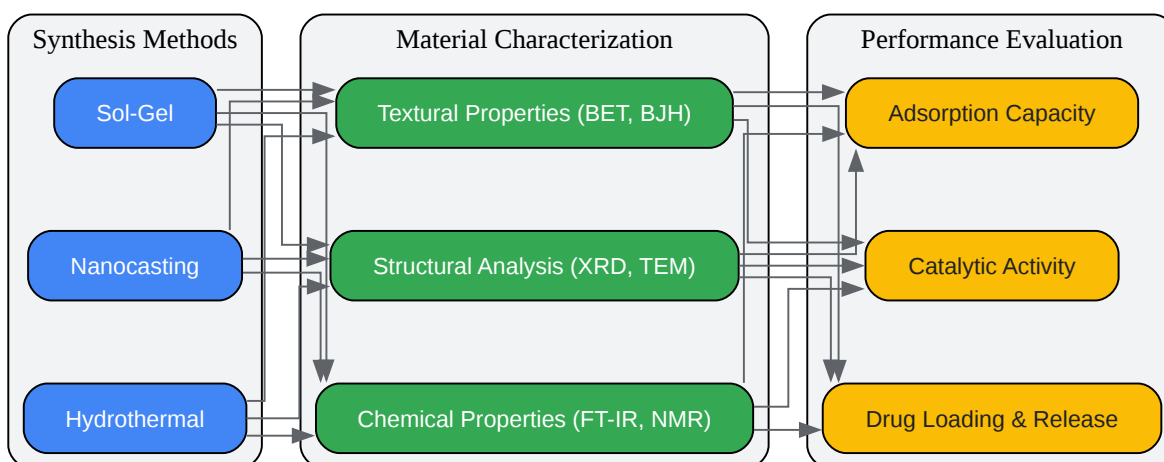 Synthesis Methods
Sol-Gel
Nanocasting
Hydrothermal
Material Characterization
Textural Properties (BET, BJH)
Structural Analysis (XRD, TEM)
Chemical Properties (FT-IR, NMR)
Performance Evaluation
Adsorption Capacity
Catalytic Activity
Drug Loading & Release